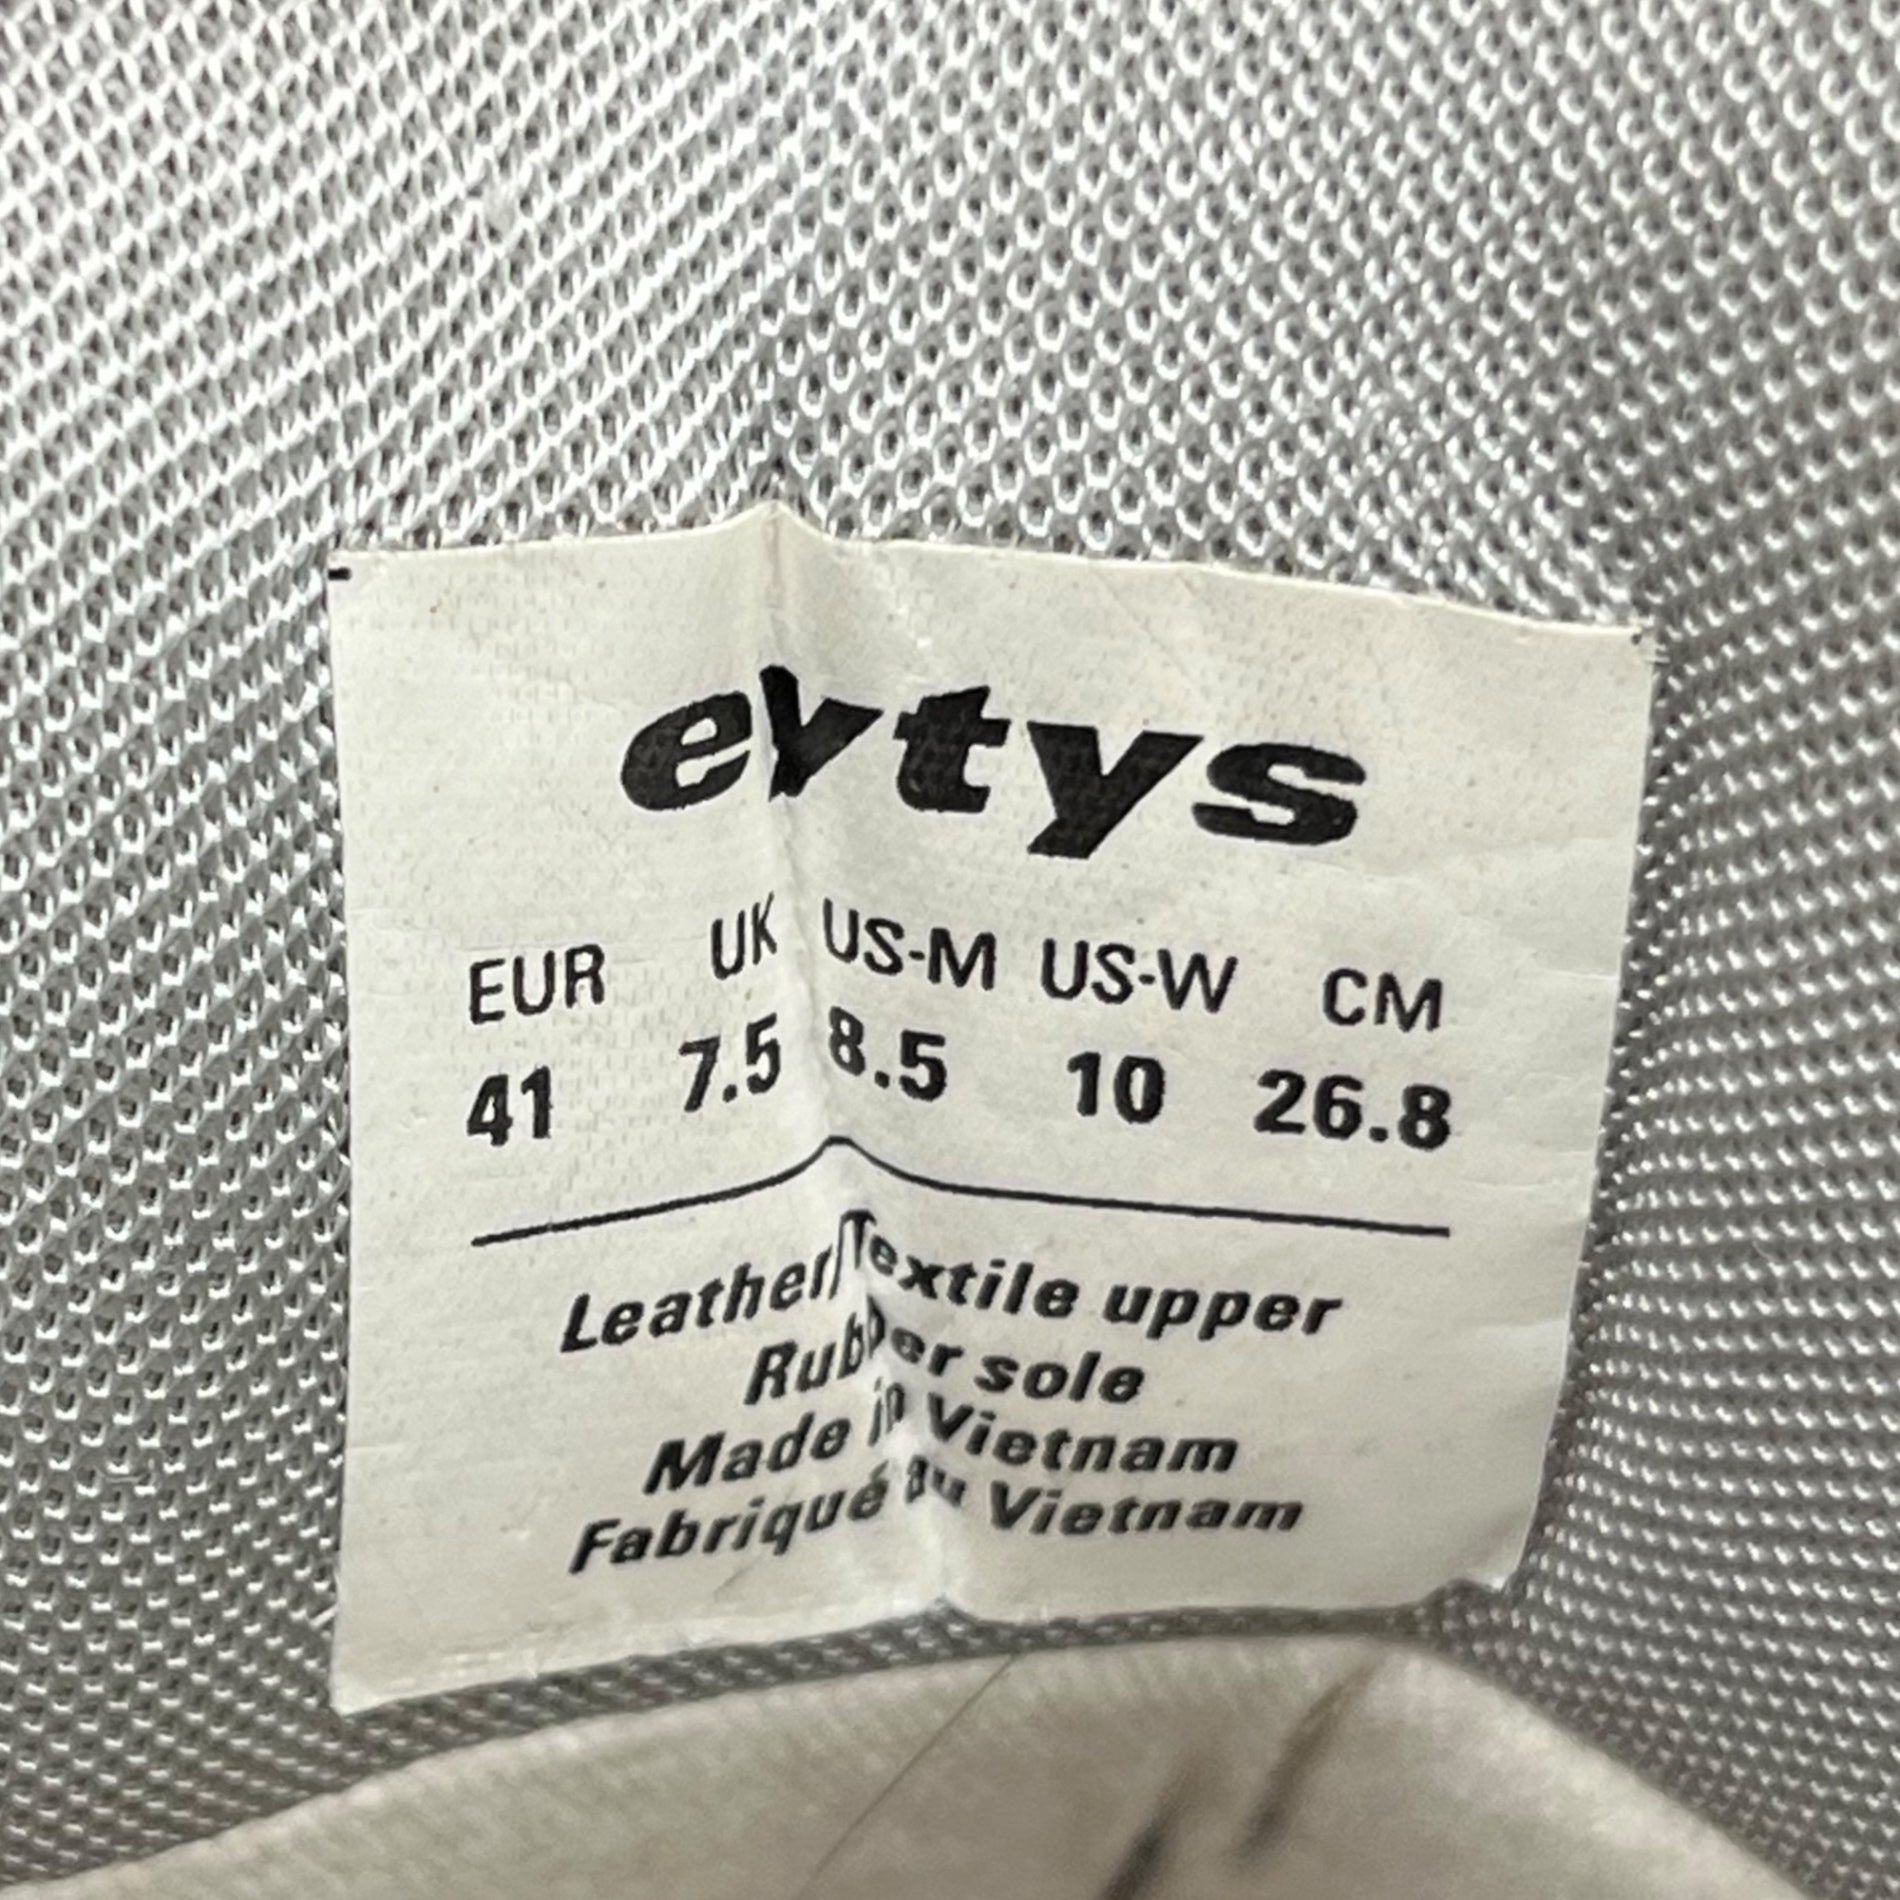 evtys
EUR UK US-M US-W CM
41 7.5 8.5 10 26.8
Leather/Textile upper
Rubber sole
Made in Vietnam
Fabriqué au Vietnam